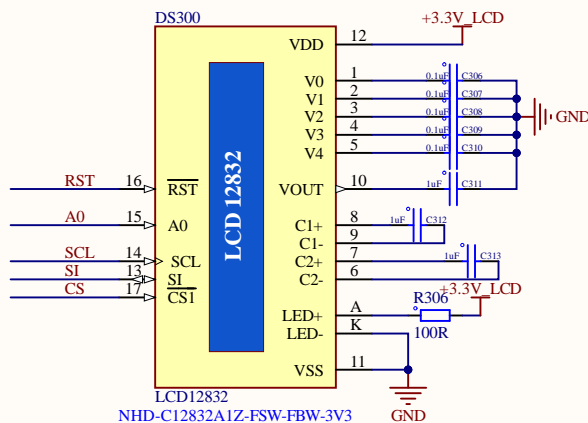 DS300
+3.3V_LCD
VDD 12
V0 1 0.1uF C306
V1 2 0.1uF C307
V2 3 0.1uF C308
GND
V3 4 0.1uF C309
V4 5 0.1uF C310
RST 16 RST VOUT 10 1uF C311
A0 15 A0 C1+ 8 1uF C312
C1- 9
SCL 14 SCL C2+ 7 1uF C313
SI 13 SI C2- 6
CS 17 CS1
LCD 12832
R306
+3.3V_LCD
LED+ A 100R
LED- K
VSS 11
LCD12832
GND
NHD-C12832A1Z-FSW-FBW-3V3